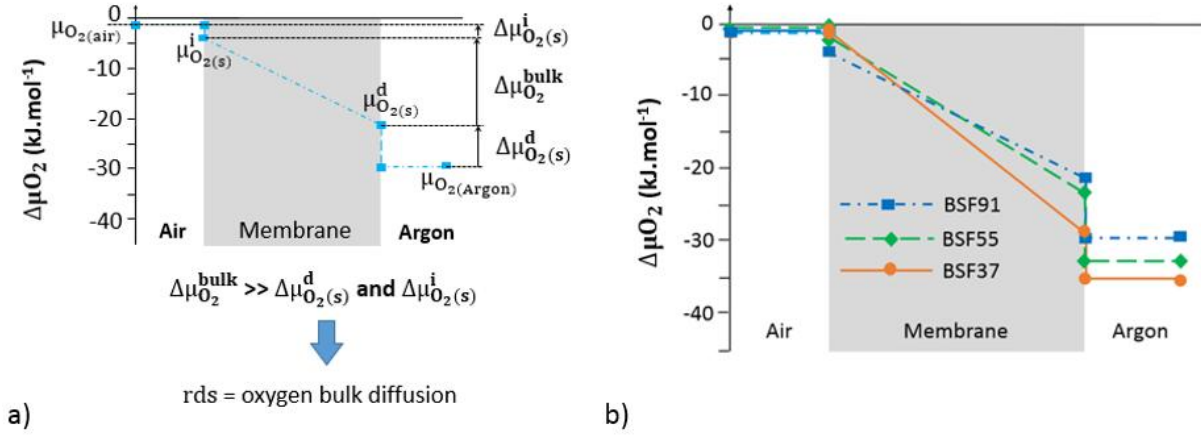 0
-10
-20
-30
-40
ΔμO₂ (kJ.mol⁻¹)
μO₂(air)
μⁱO₂(s)
μᵈO₂(s)
μO₂(Argon)
ΔμⁱO₂(s)
ΔμᵇᵘˡᵏO₂
ΔμᵈO₂(s)
Air Membrane Argon
ΔμᵇᵘˡᵏO₂ >> ΔμᵈO₂(s) and ΔμⁱO₂(s)
rds = oxygen bulk diffusion
a)
0
-10
-20
-30
-40
ΔμO₂ (kJ.mol⁻¹)
BSF91
BSF55
BSF37
Air Membrane Argon
b)